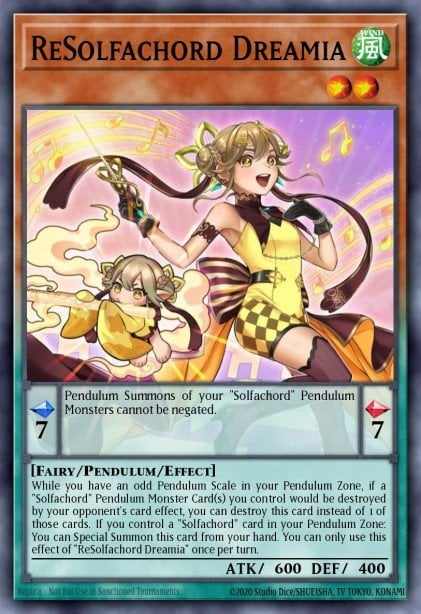 ReSolfachord Dreamia
WIND
風
Pendulum Summons of your "Solfachord" Pendulum
Monsters cannot be negated.
7
7
[Fairy/Pendulum/Effect]
While you have an odd Pendulum Scale in your Pendulum Zone, if a
"Solfachord" Pendulum Monster Card(s) you control would be destroyed
by your opponent's card effect, you can destroy this card instead of 1 of
those cards. If you control a "Solfachord" card in your Pendulum Zone:
You can Special Summon this card from your hand. You can only use this
effect of "ReSolfachord Dreamia" once per turn.
ATK/ 600 DEF/ 400
Replica - Not For Use in Sanctioned Tournaments
©2020 Studio Dice/SHUEISHA, TV TOKYO, KONAMI